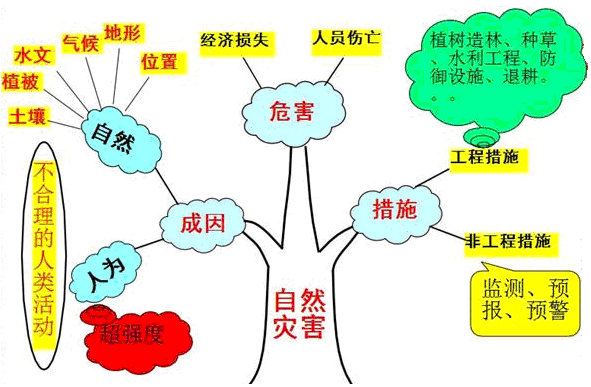 地形
气候
水文
位置
植被
土壤
自然
不合理的人类活动
人为
超强度
成因
经济损失
人员伤亡
危害
植树造林、种草
、水利工程、防
御设施、退耕。
。。
工程措施
措施
非工程措施
监测、预
报、预警
自然
灾害